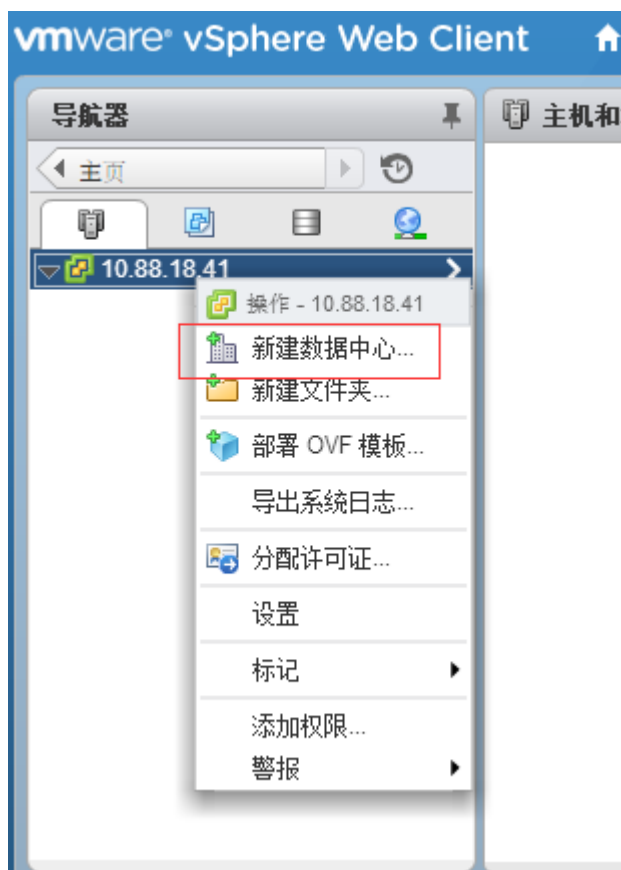 vmware® vSphere Web Client
导航器
主机和
主页
10.88.18.41
操作 - 10.88.18.41
新建数据中心...
新建文件夹...
部署 OVF 模板...
导出系统日志...
分配许可证...
设置
标记
添加权限...
警报